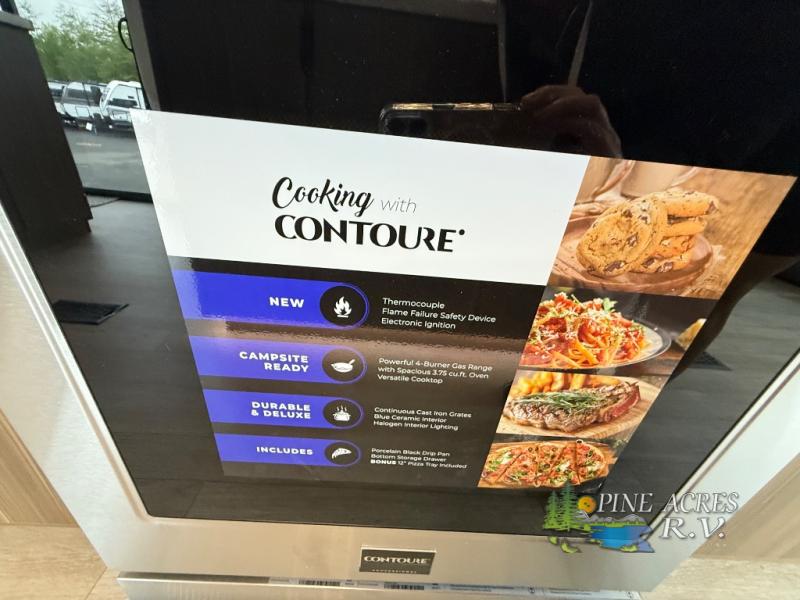 Cooking with
CONTOURE
NEW
Thermocouple
Flame Failure Safety Device
Electronic Ignition
CAMPSITE
READY
Powerful 4-Burner Gas Range
with Spacious 3.75 cu.ft. Oven
Versatile Cooktop
DURABLE
& DELUXE
Continuous Cast Iron Grates
Blue Ceramic Interior
Halogen Interior Lighting
INCLUDES
Porcelain Black Drip Pan
Bottom Storage Drawer
BONUS 12" Pizza Tray Included
PINE ACRES
R.V.
CONTOURE